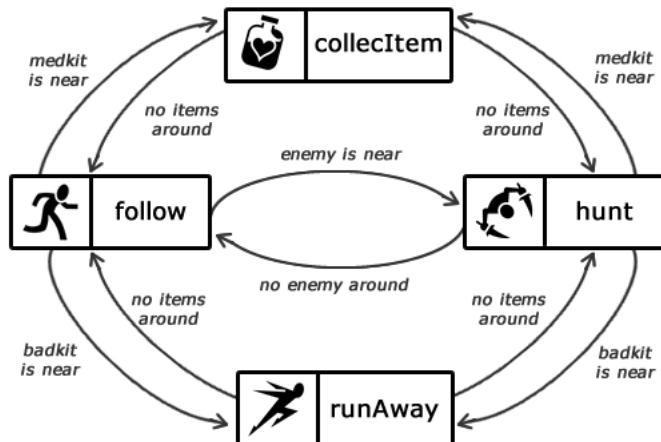 collecItem
medkit
is near
medkit
is near
no items
around
no items
around
enemy is near
follow
hunt
no enemy around
no items
around
no items
around
badkit
is near
badkit
is near
runAway